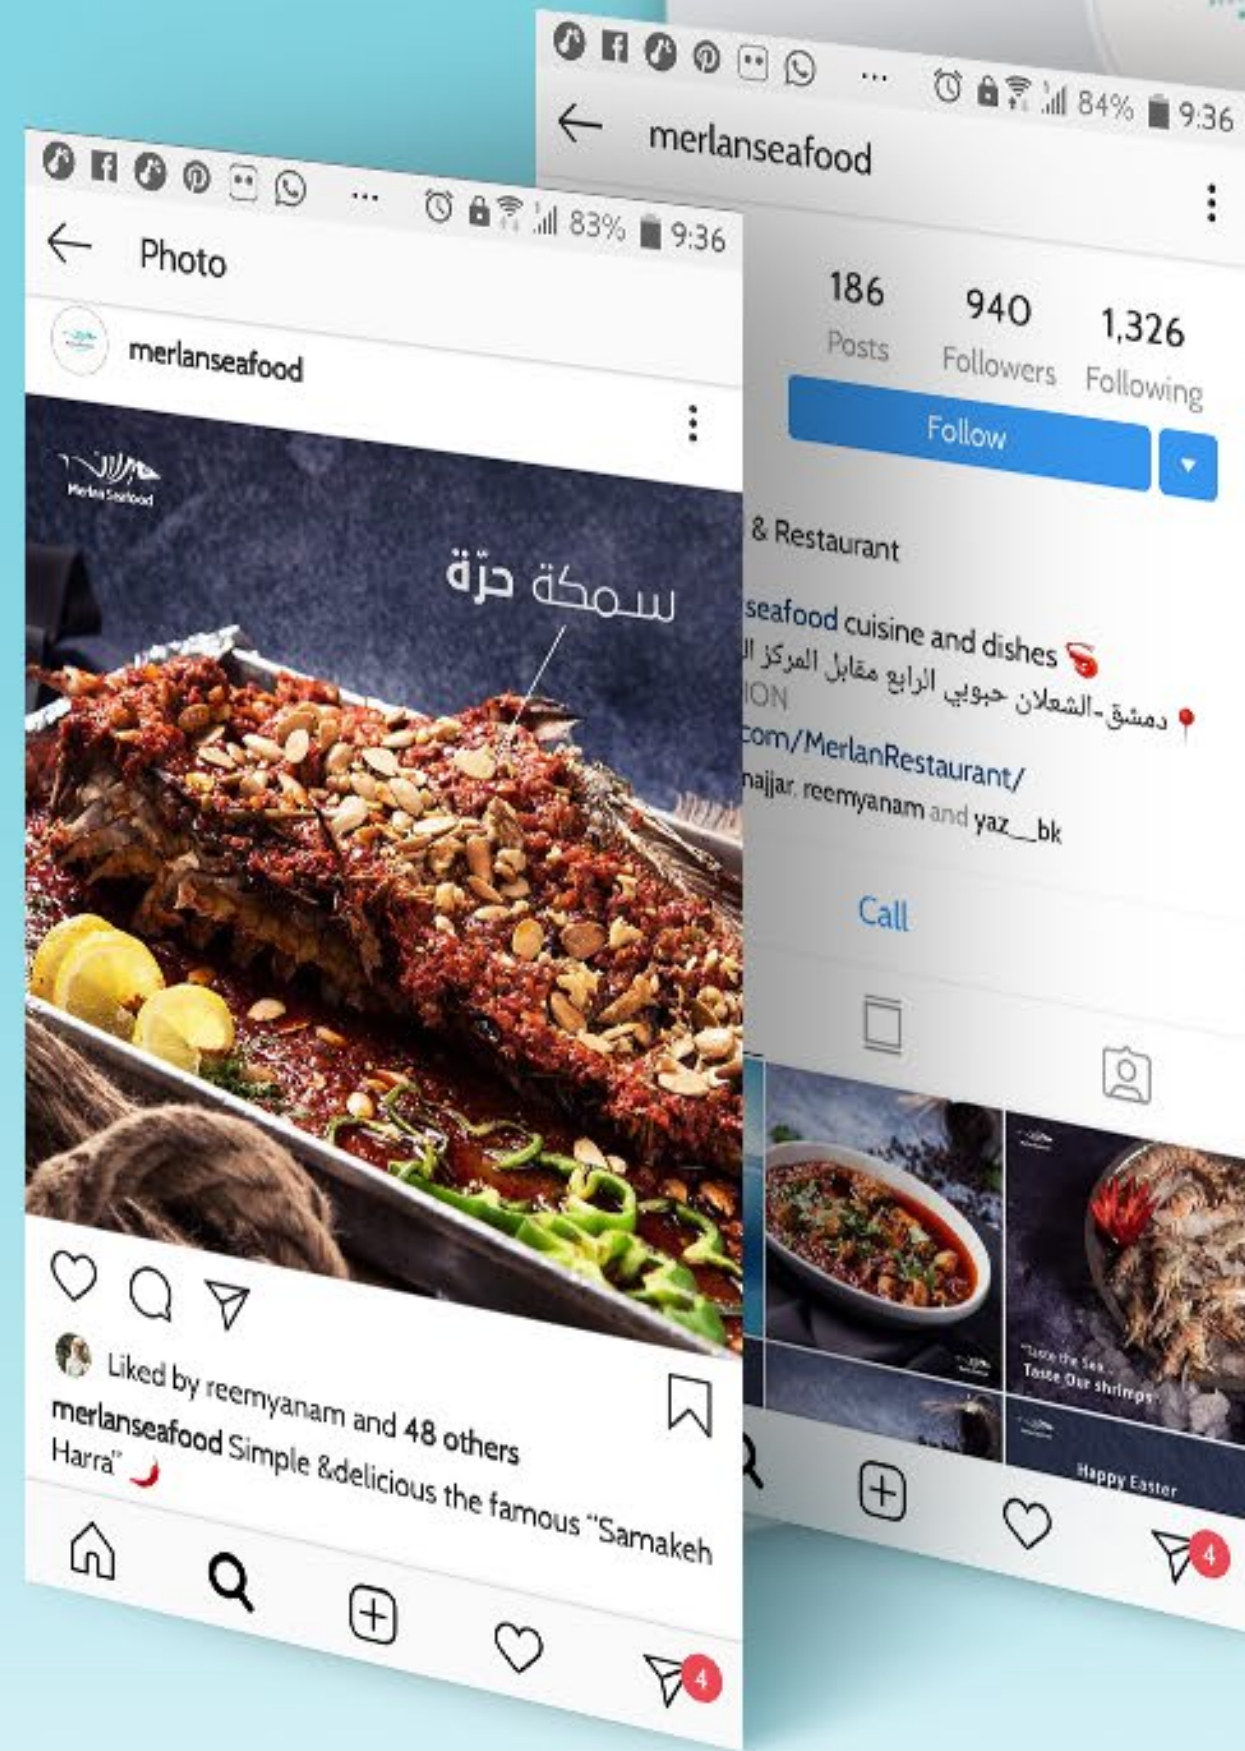 83% 9:36
Photo
merlanseafood
Merlan Seafood
سمكة حرّة
Liked by reemyanam and 48 others
merlanseafood Simple &delicious the famous "Samakeh
Harra"
4
84% 9:36
merlanseafood
186 940 1,326
Posts Followers Following
Follow
& Restaurant
seafood cuisine and dishes
دمشق-الشعلان حبوبي الرابع مقابل المركز ال
ION
com/MerlanRestaurant/
najjar, reemyanam and yaz__bk
Call
"Taste the Sea...
Taste Our shrimps"
Happy Easter
4